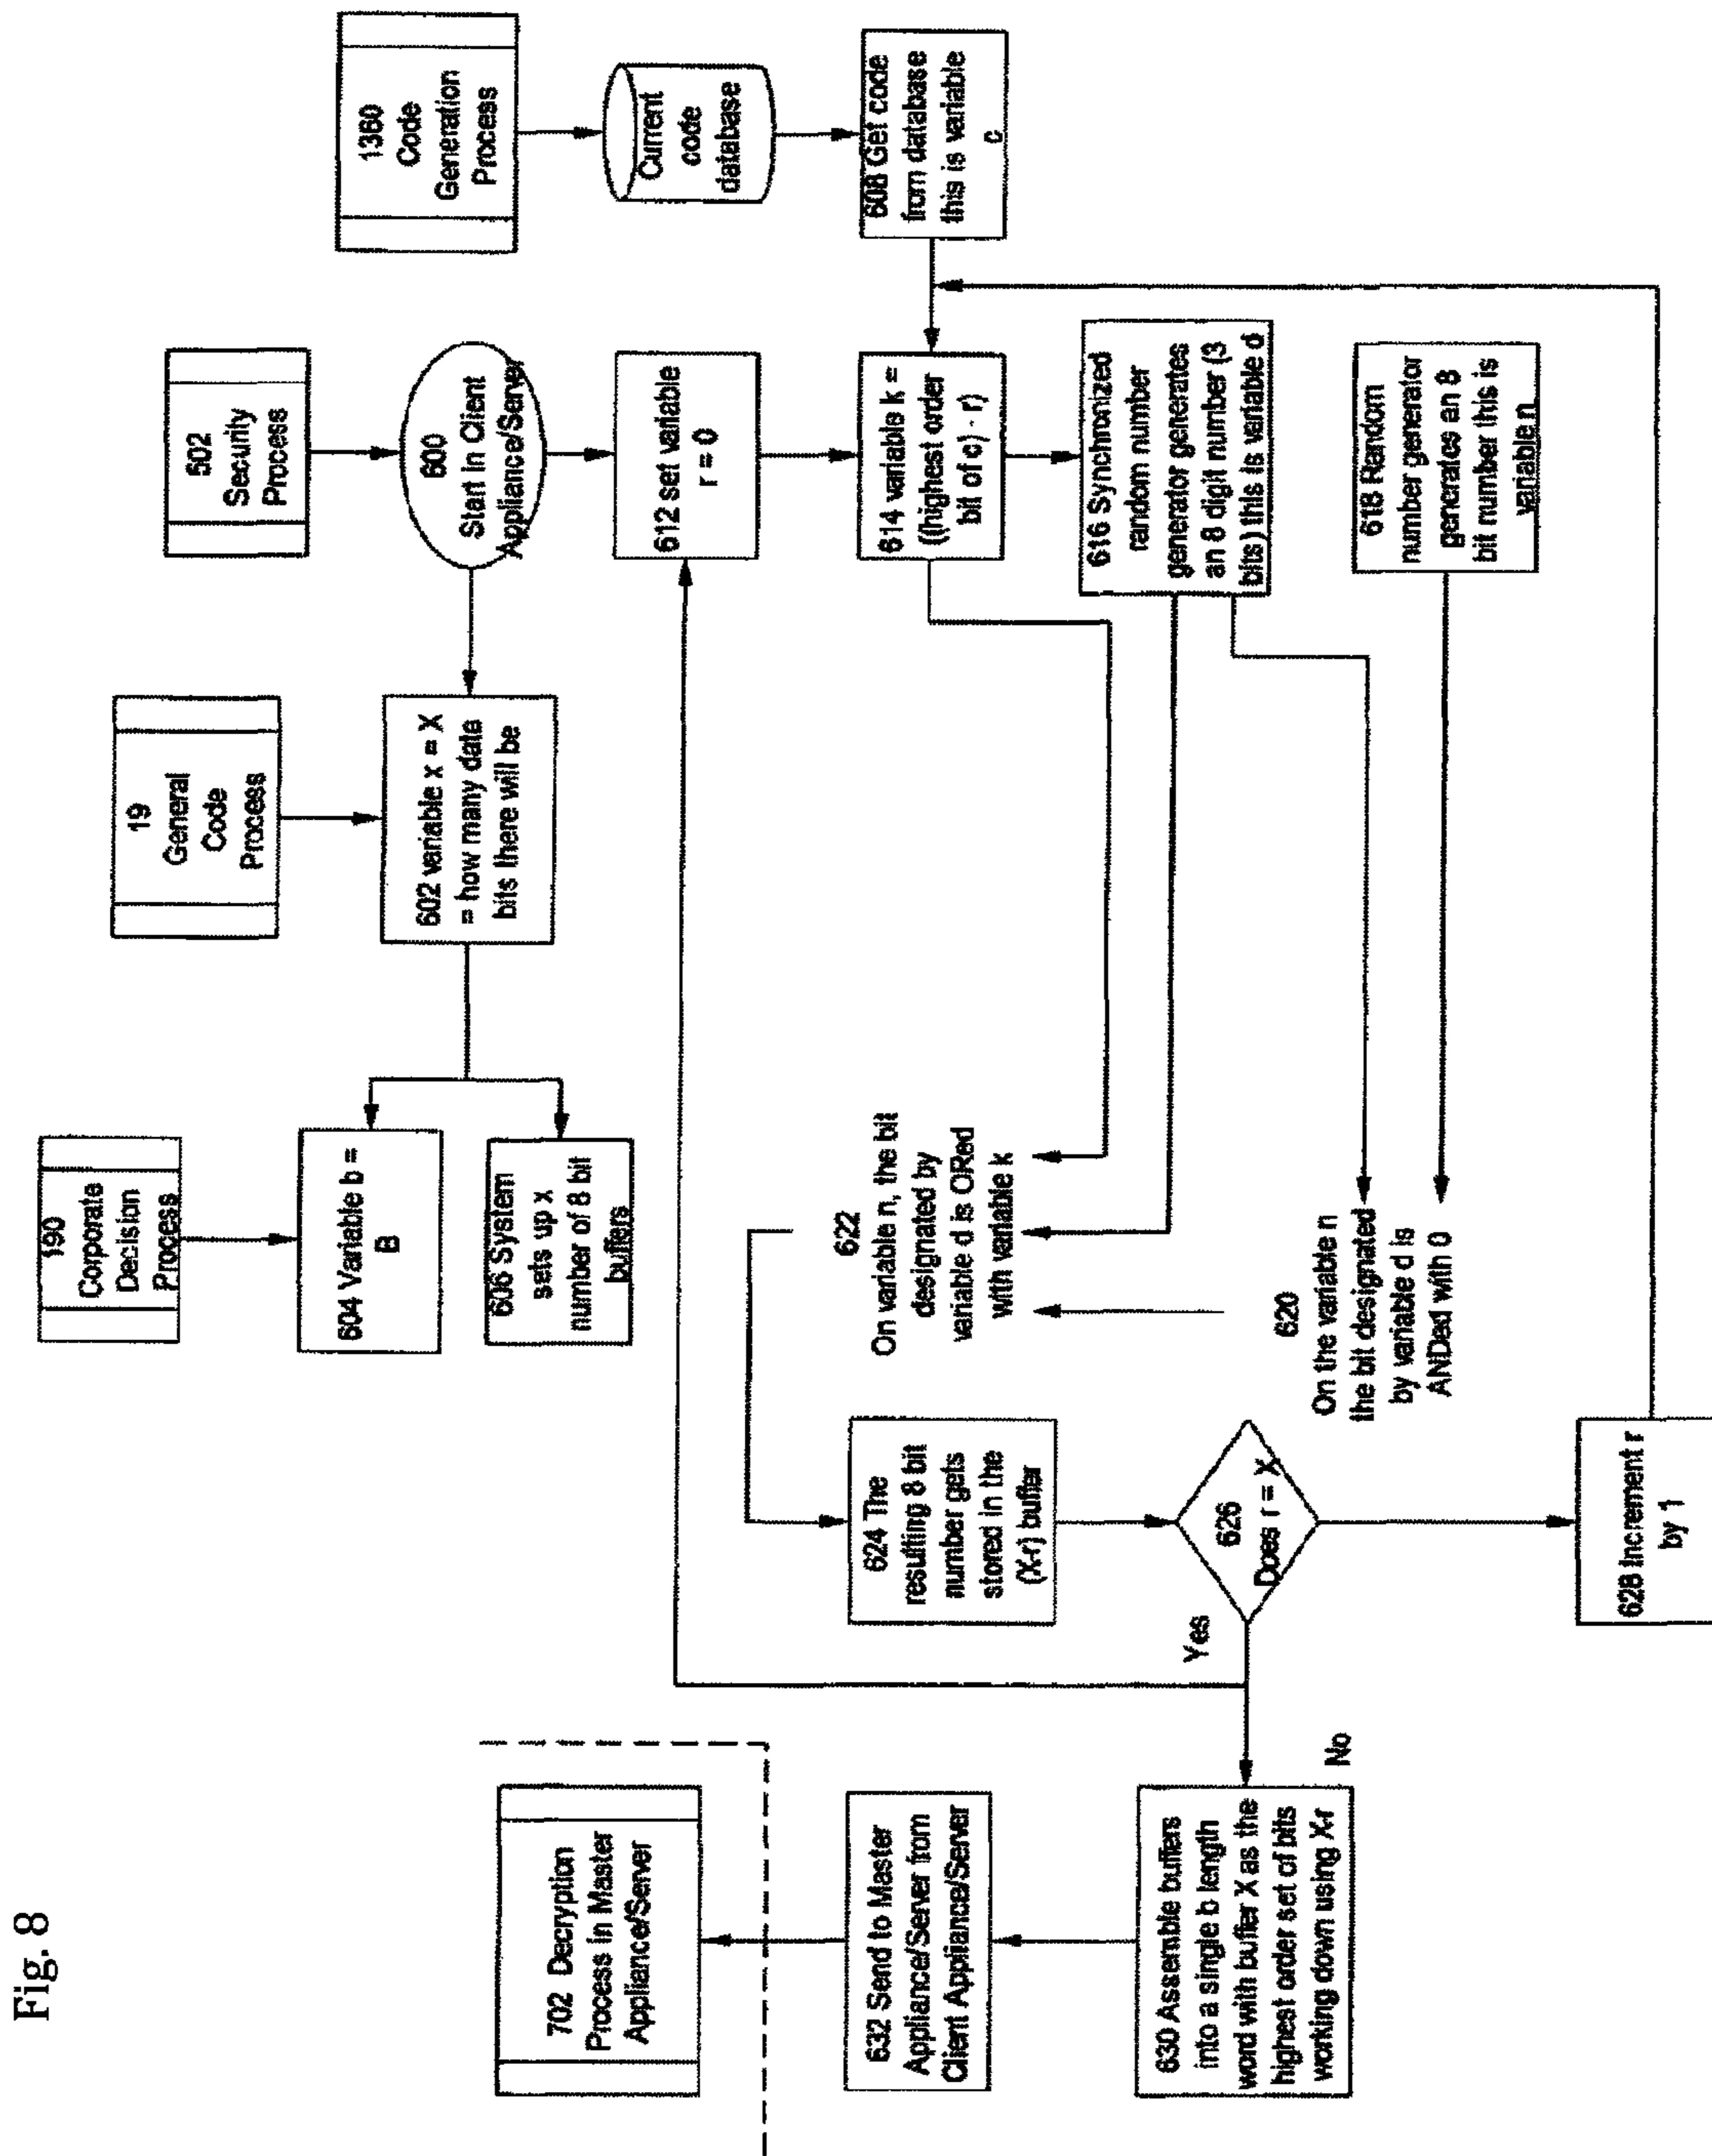 Fig. 8
190
Corporate
Decision
Process
604 Variable b =
B
606 System
sets up x
number of 8 bit
buffers
19
General
Code
Process
602 variable x = X
= how many date
bits there will be
502
Security
Process
600
Start in Client
Appliance/Server
612 set variable
r = 0
1360
Code
Generation
Process
Current
code
database
608 Get code
from database
this is variable
c
614 variable k =
((highest order
bit of c) - r)
616 Synchronized
random number
generator generates
an 8 digit number (3
bits) this is variable d
618 Random
number generator
generates an 8
bit number this is
variable n
622
On variable n, the bit
designated by
variable d is ORed
with variable k
620
On the variable n
the bit designated
by variable d is
ANDed with 0
624 The
resulting 8 bit
number gets
stored in the
(X-r) buffer
626
Does r = X
Yes
No
628 Increment r
by 1
630 Assemble buffers
into a single b length
word with buffer X as the
highest order set of bits
working down using X-r
632 Send to Master
Appliance/Server from
Client Appliance/Server
702 Decryption
Process in Master
Appliance/Server